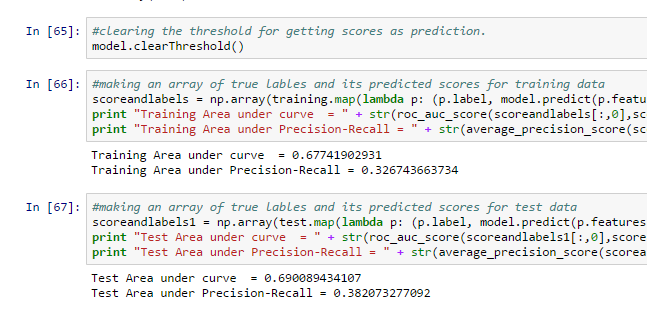 In [65]: #clearing the threshold for getting scores as prediction.
model.clearThreshold()
In [66]: #making an array of true lables and its predicted scores for training data
scoreandlabels = np.array(training.map(lambda p: (p.label, model.predict(p.featu
print "Training Area under curve  = " + str(roc_auc_score(scoreandlabels[:,0],sc
print "Training Area under Precision-Recall = " + str(average_precision_score(sc
Training Area under curve  = 0.67741902931
Training Area under Precision-Recall = 0.326743663734
In [67]: #making an array of true lables and its predicted scores for test data
scoreandlabels1 = np.array(test.map(lambda p: (p.label, model.predict(p.features
print "Test Area under curve  = " + str(roc_auc_score(scoreandlabels1[:,0],score
print "Test Area under Precision-Recall = " + str(average_precision_score(scorea
Test Area under curve  = 0.690089434107
Test Area under Precision-Recall = 0.382073277092